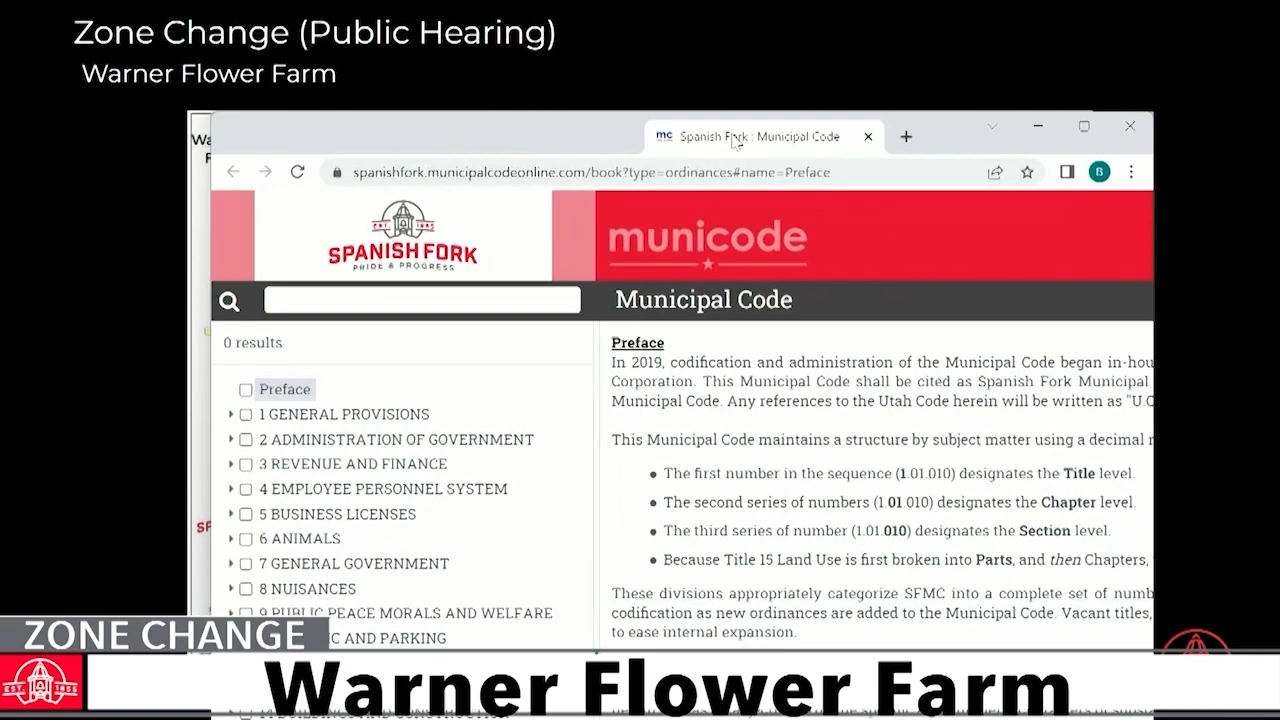 Zone Change (Public Hearing)
Warner Flower Farm
Wa
F
mc Spanish Fork : Municipal Code
spanishfork.municipalcodeonline.com/book?type=ordinances#name=Preface
B
EST. 1855
SPANISH FORK
PRIDE & PROGRESS
municode
Municipal Code
0 results
Preface
1 GENERAL PROVISIONS
2 ADMINISTRATION OF GOVERNMENT
3 REVENUE AND FINANCE
4 EMPLOYEE PERSONNEL SYSTEM
5 BUSINESS LICENSES
6 ANIMALS
7 GENERAL GOVERNMENT
8 NUISANCES
9 PUBLIC PEACE MORALS AND WELFARE
IC AND PARKING
Preface
In 2019, codification and administration of the Municipal Code began in-hou
Corporation. This Municipal Code shall be cited as Spanish Fork Municipal
Municipal Code. Any references to the Utah Code herein will be written as "U.C
This Municipal Code maintains a structure by subject matter using a decimal r
● The first number in the sequence (1.01.010) designates the Title level.
● The second series of numbers (1.01.010) designates the Chapter level.
● The third series of number (1.01.010) designates the Section level.
● Because Title 15 Land Use is first broken into Parts, and then Chapters,
These divisions appropriately categorize SFMC into a complete set of numb
codification as new ordinances are added to the Municipal Code. Vacant titles,
to ease internal expansion.
SP
ZONE CHANGE
EST. 1855
Warner Flower Farm